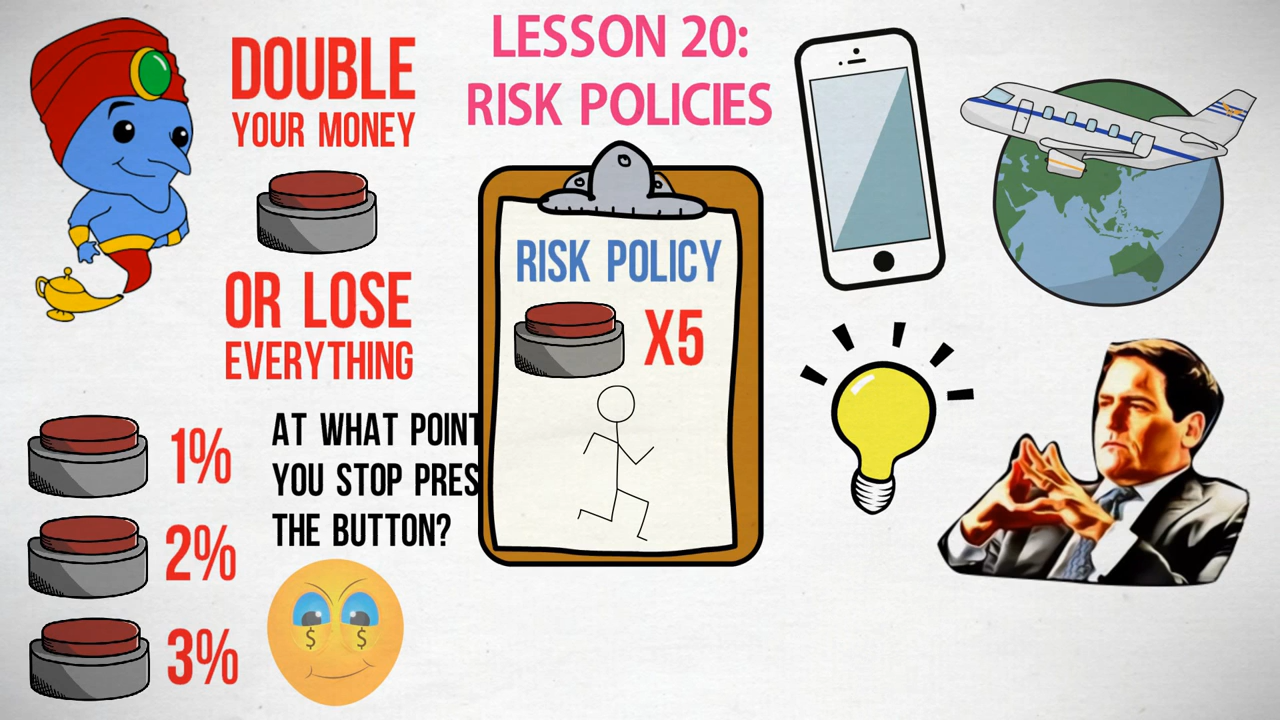 LESSON 20:
RISK POLICIES
DOUBLE
YOUR MONEY
OR LOSE
EVERYTHING
1%
2%
3%
AT WHAT POINT
YOU STOP PRES
THE BUTTON?
$ $
RISK POLICY
X5